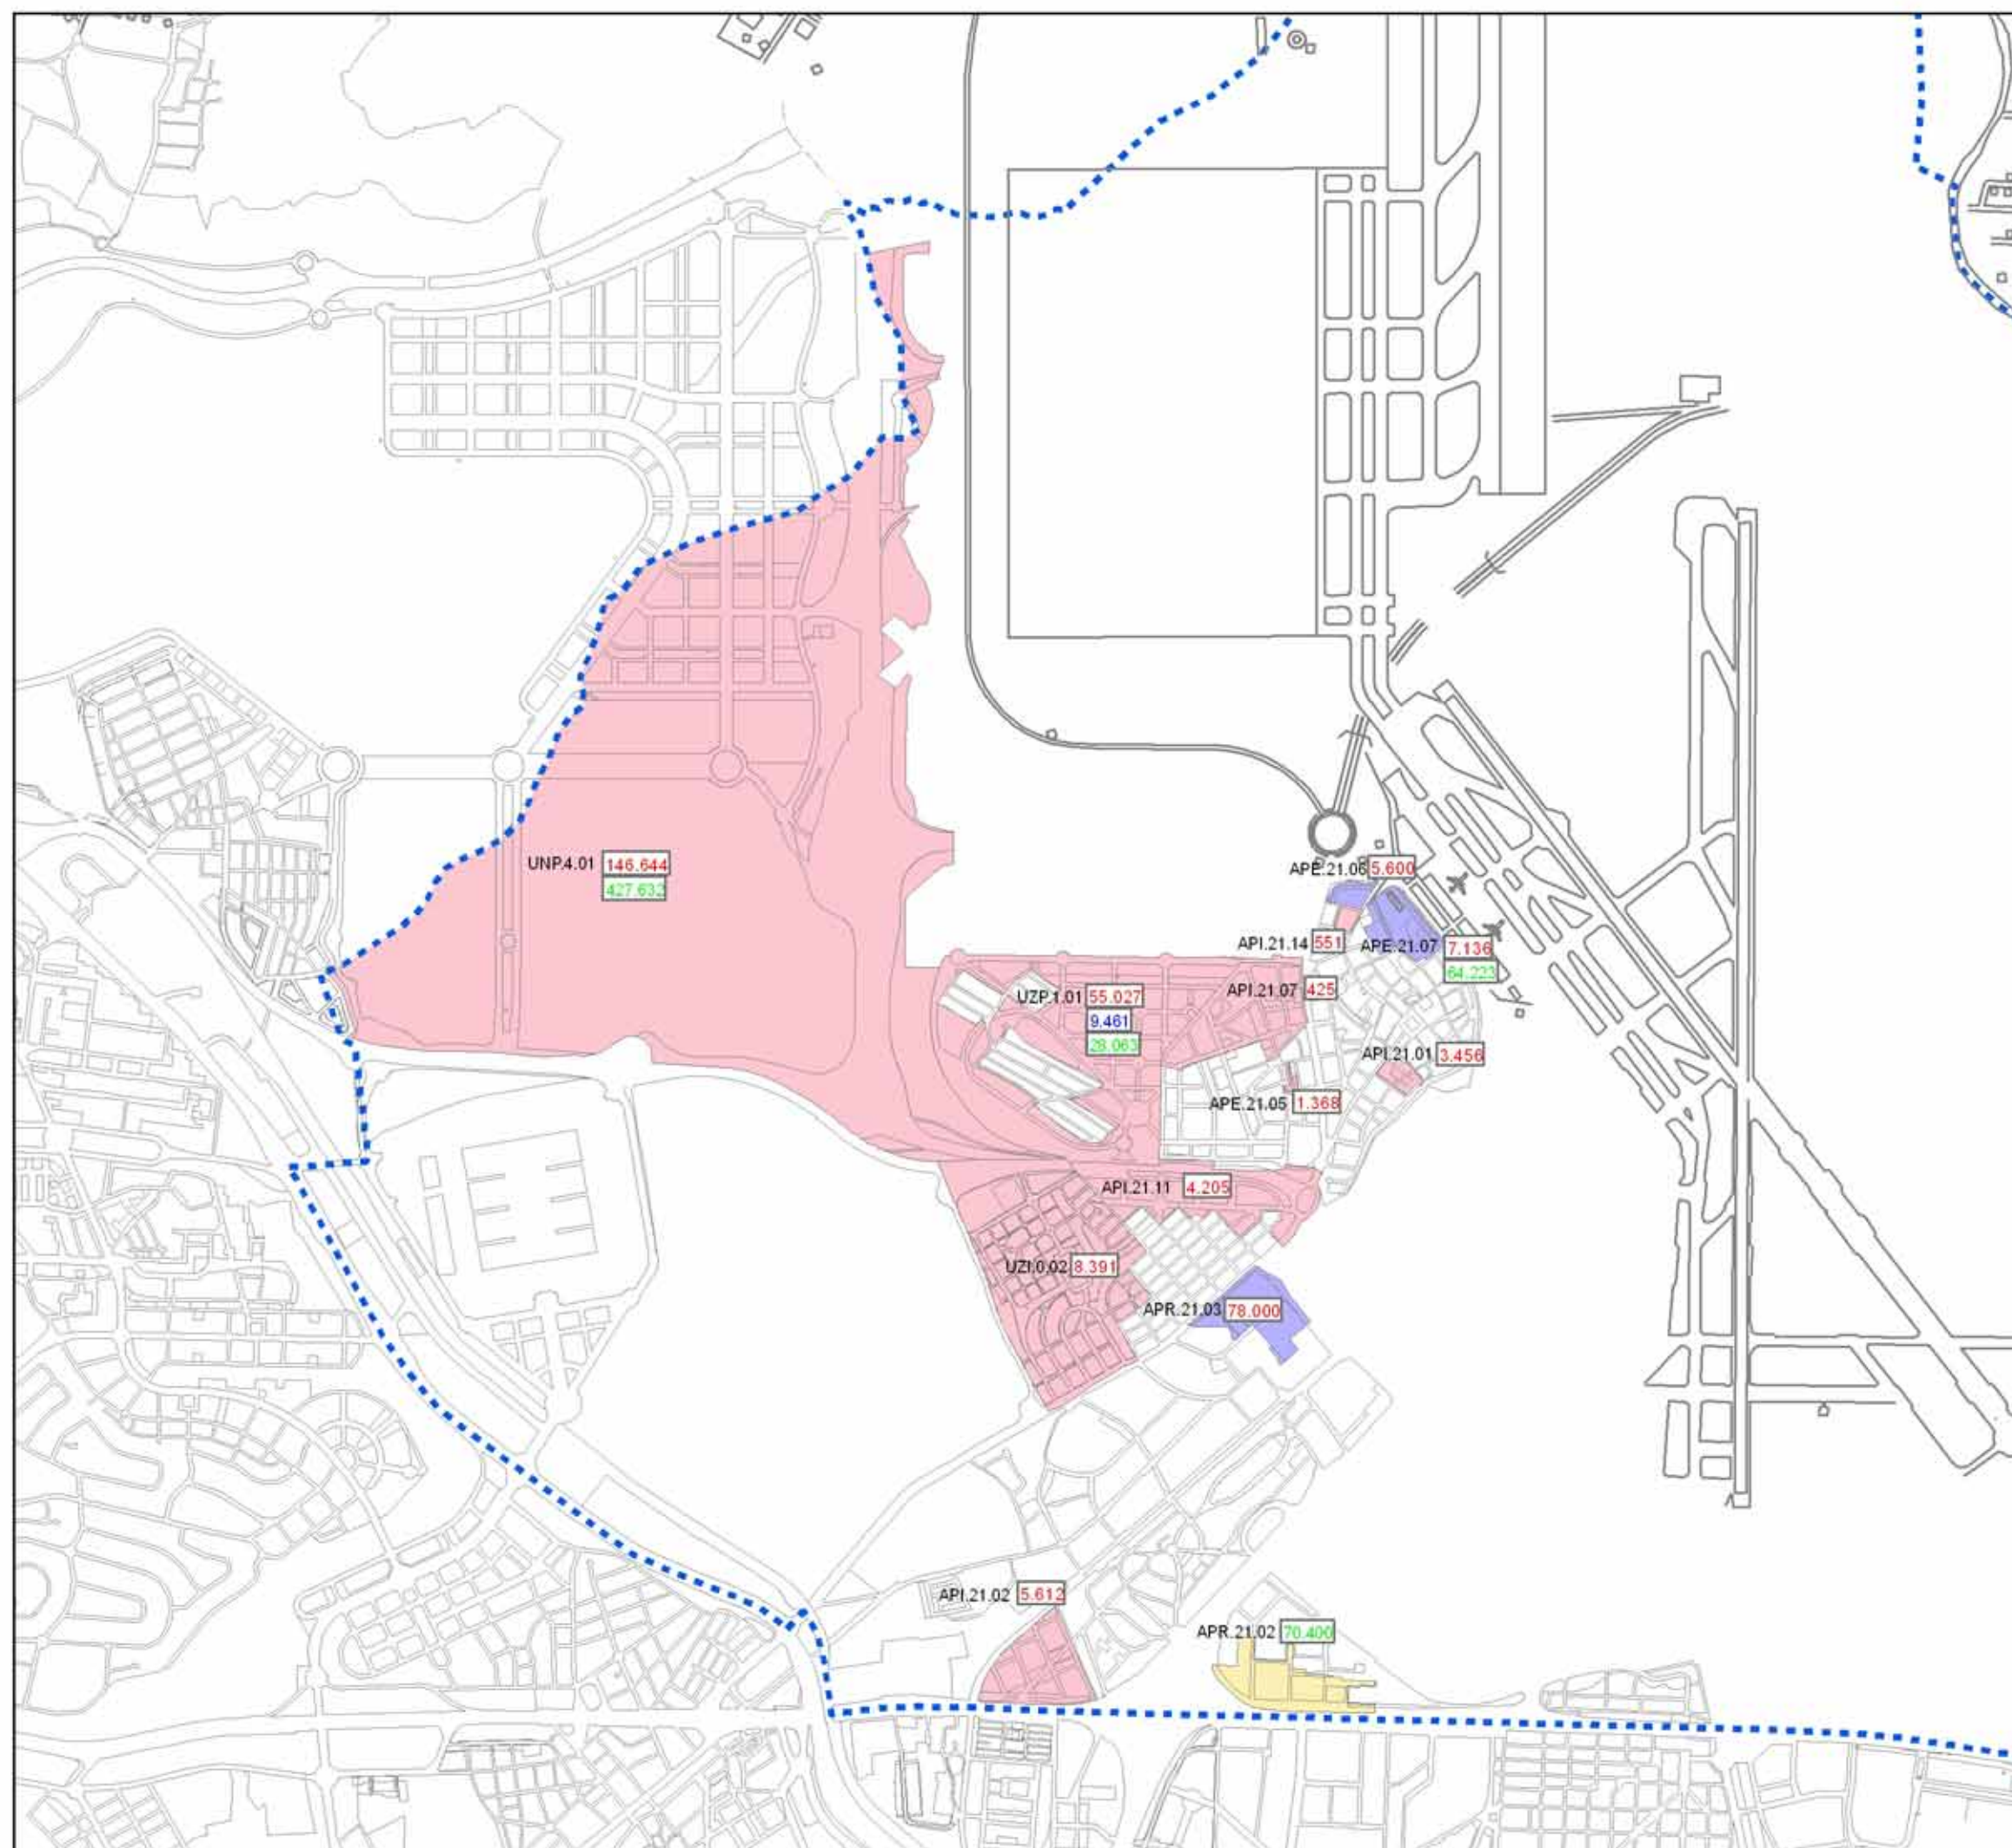 UNP.4.01 146.644
427.632
APE.21.06 5.600
API.21.14 551
APE.21.07 7.136
64.223
API.21.07 425
UZP.1.01 55.027
9.461
28.063
API.21.01 3.456
APE.21.05 1.368
API.21.11 4.205
UZI.0.02 8.391
APR.21.03 78.000
API.21.02 5.612
APR.21.02 70.400